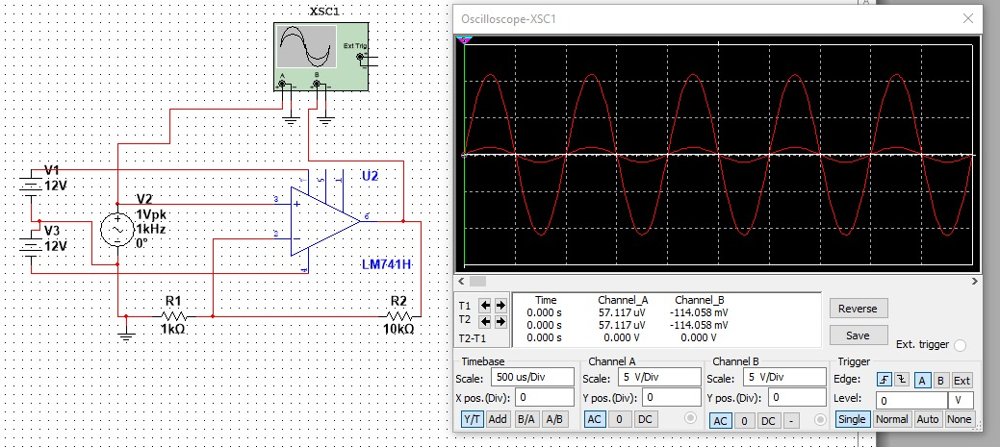 XSC1
Ext Trig
A
B
V1
12V
V2
1Vpk
1kHz
0°
V3
12V
U2
3
2
6
7
5
1
4
LM741H
R1
1kΩ
R2
10kΩ
Oscilloscope-XSC1
Time Channel_A Channel_B
T1 0.000 s 57.117 uV -114.058 mV
T2 0.000 s 57.117 uV -114.058 mV
T2-T1 0.000 s 0.000 V 0.000 V
Reverse
Save
Ext. trigger
Timebase
Scale: 500 us/Div
X pos.(Div): 0
Y/T Add B/A A/B
Channel A
Scale: 5 V/Div
Y pos.(Div): 0
AC 0 DC
Channel B
Scale: 5 V/Div
Y pos.(Div): 0
AC 0 DC -
Trigger
Edge: A B Ext
Level: 0 V
Single Normal Auto None